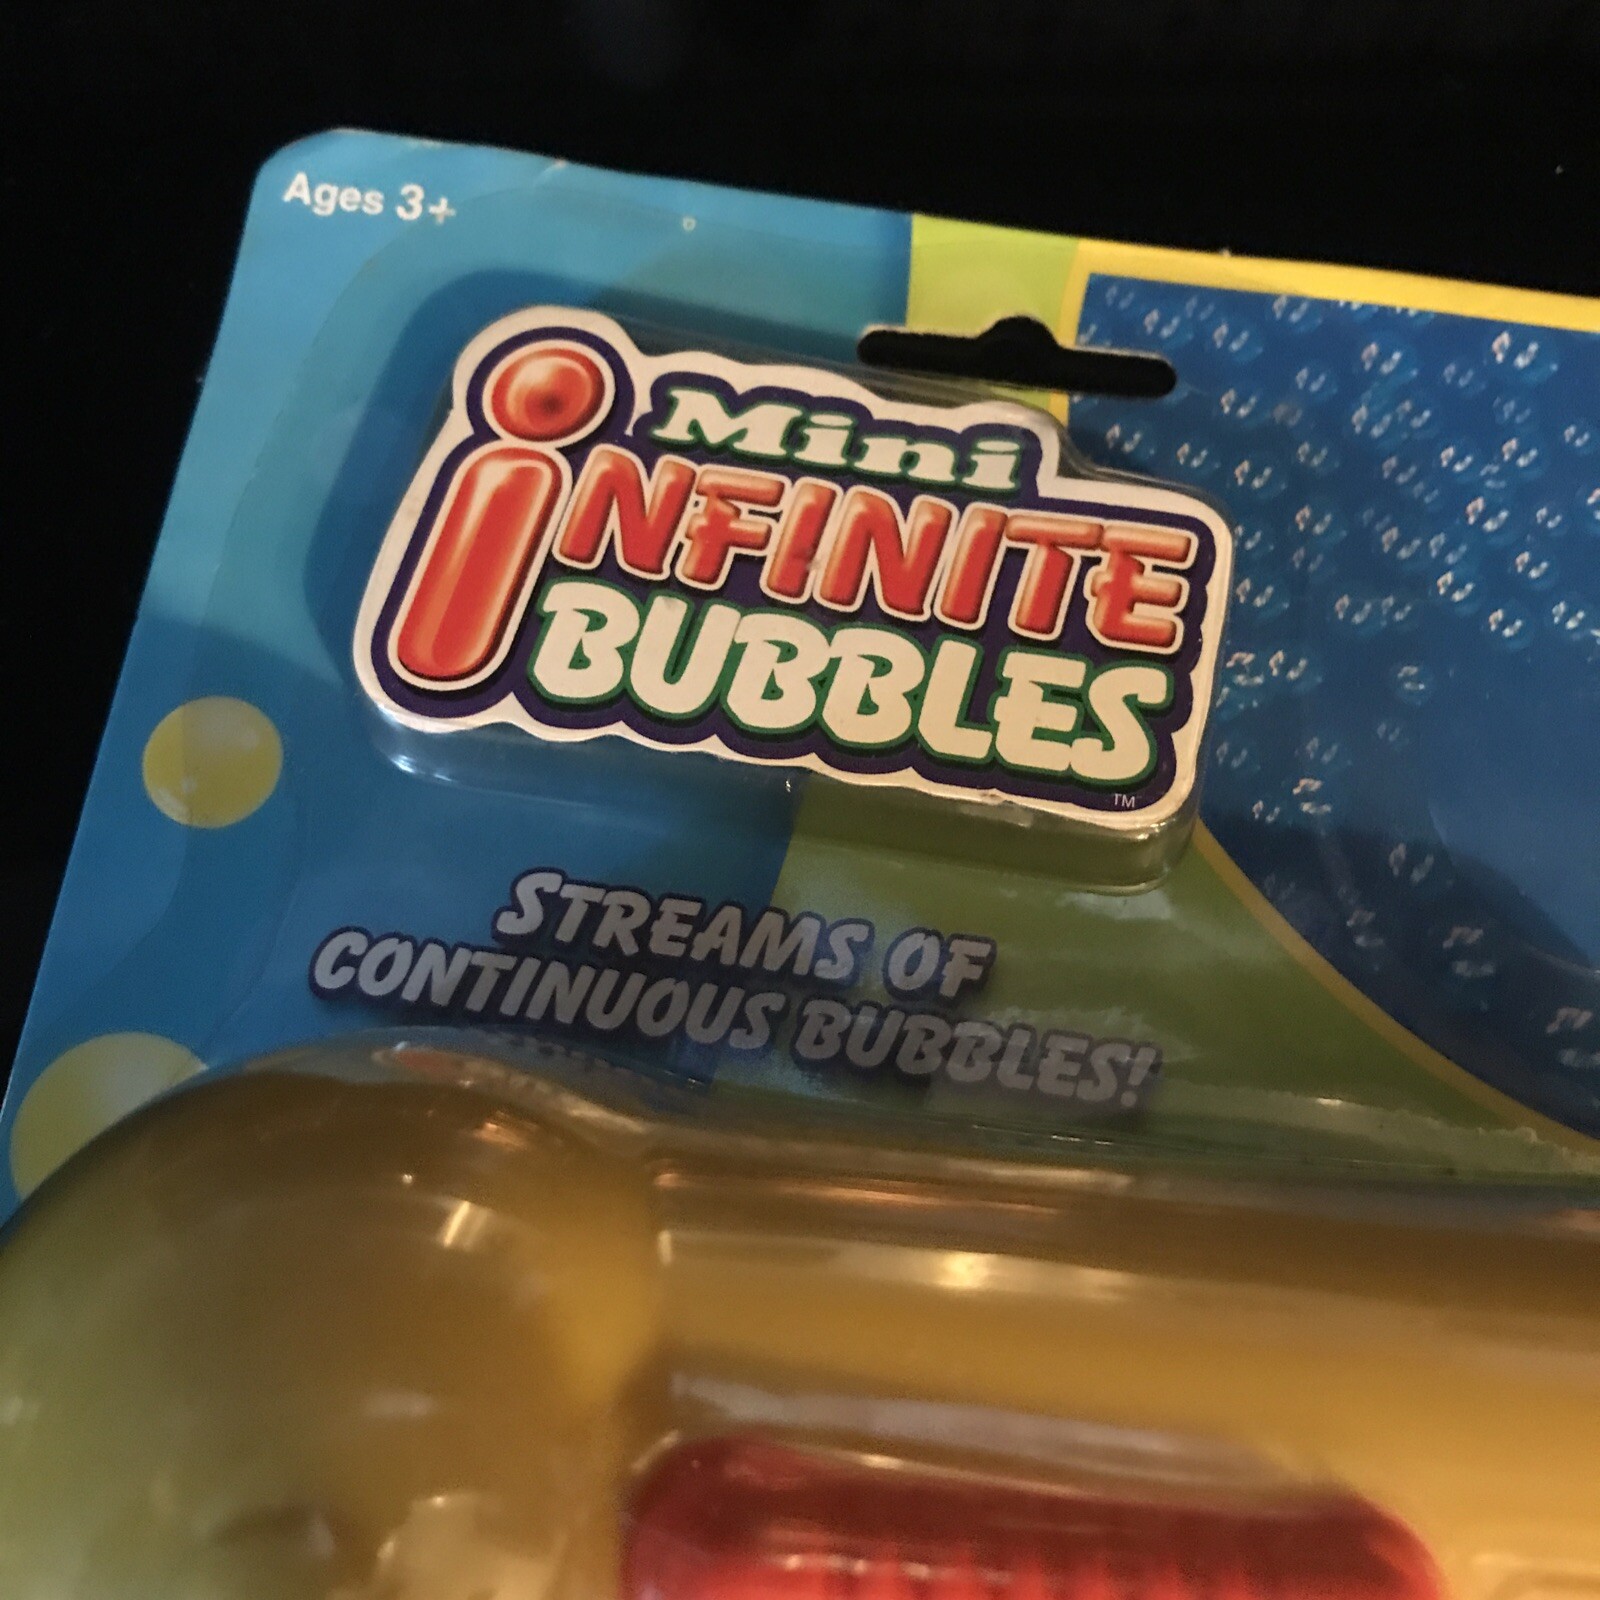 Ages 3+
Mini
iNFINITE
BUBBLES
TM
STREAMS OF
CONTINUOUS BUBBLES!